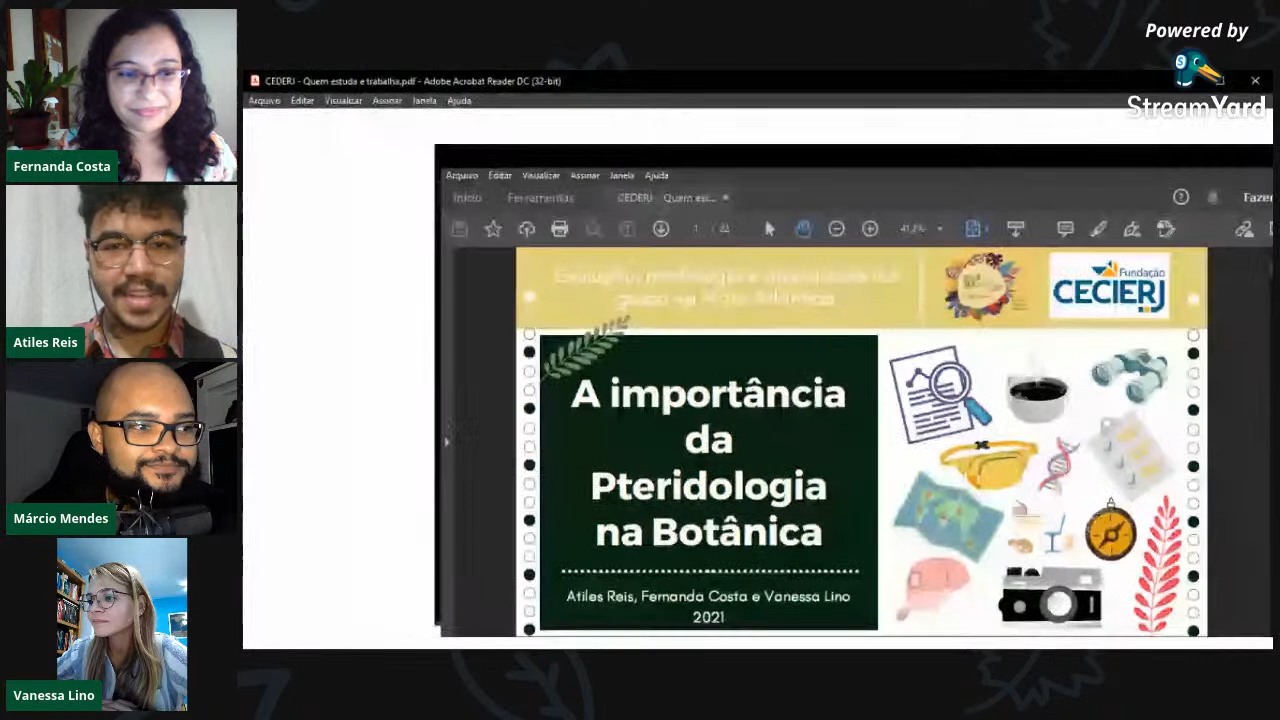 Powered by
StreamYard
Fernanda Costa
Atiles Reis
Márcio Mendes
Vanessa Lino
CEDERJ - Quem estuda e trabalha.pdf - Adobe Acrobat Reader DC (32-bit)
Arquivo Editar Visualizar Assinar Janela Ajuda
Arquivo Editar Visualizar Assinar Janela Ajuda
Início Ferramentas CEDERJ - Quem est...
Fazer
Fundação
CECIERJ
A importância
da
Pteridologia
na Botânica
Atiles Reis, Fernanda Costa e Vanessa Lino
2021